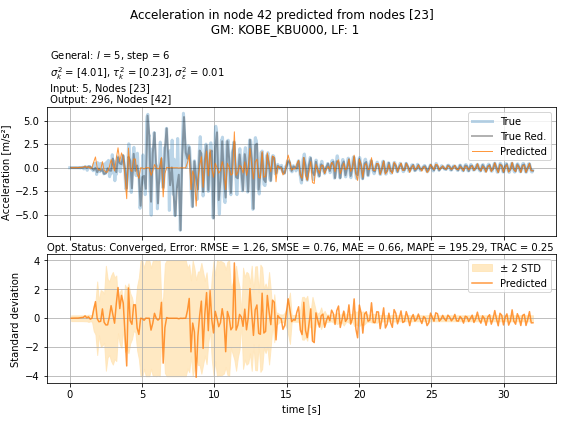 Acceleration in node 42 predicted from nodes [23]
GM: KOBE_KBU000, LF: 1
General: l = 5, step = 6
σ²ₖ = [4.01], τ²ₖ = [0.23], σ²ε = 0.01
Input: 5, Nodes [23]
Output: 296, Nodes [42]
Acceleration [m/s²]
5.0
2.5
0.0
−2.5
−5.0
True
True Red.
Predicted
Opt. Status: Converged, Error: RMSE = 1.26, SMSE = 0.76, MAE = 0.66, MAPE = 195.29, TRAC = 0.25
Standard deviation
4
2
0
−2
−4
± 2 STD
Predicted
0 5 10 15 20 25 30
time [s]